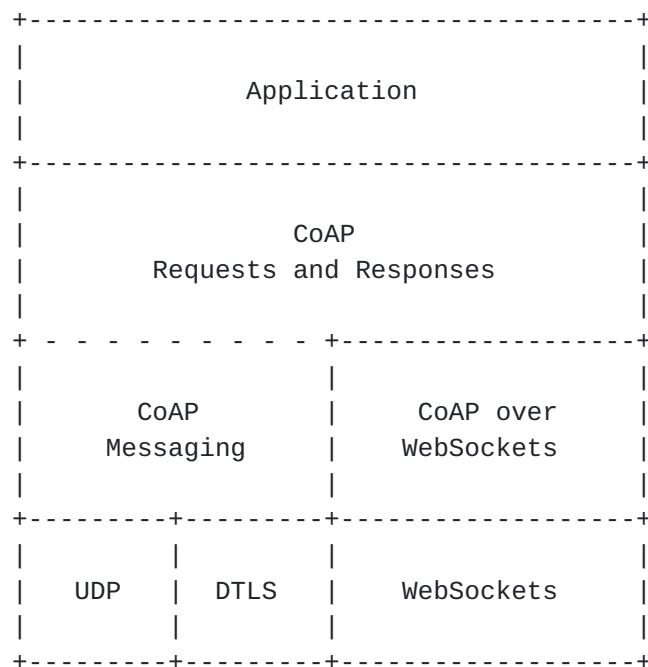 Application
CoAP
Requests and Responses
CoAP
Messaging
CoAP over
WebSockets
UDP
DTLS
WebSockets